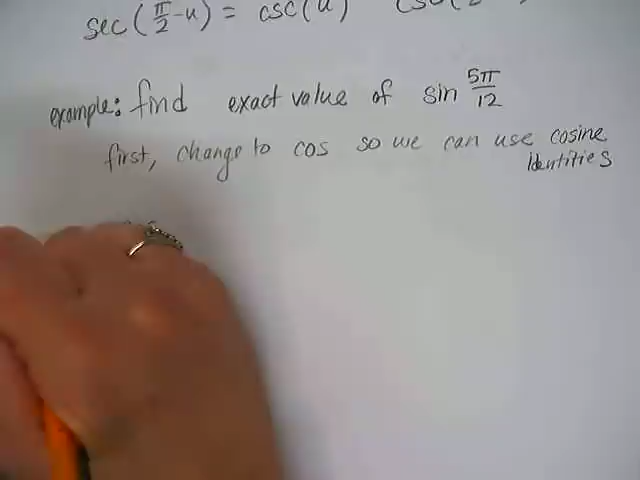 sec(π/2 - u) = csc(u)
example: find exact value of sin 5π/12
first, change to cos so we can use cosine
Identities